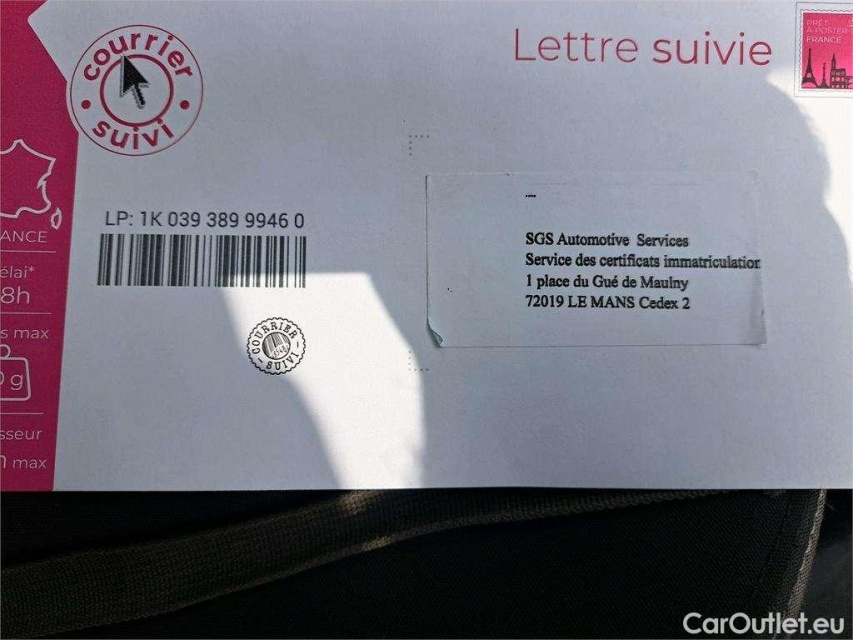 courrier
suivi
Lettre suivie
PRÊT
À POSTER
FRANCE
LP: 1K 039 389 9946 0
SGS Automotive Services
Service des certificats immatriculation
1 place du Gué de Maulny
72019 LE MANS Cedex 2
COURRIER
SUIVI
ANCE
élai*
8h
s max
g
sseur
max
CarOutlet.eu